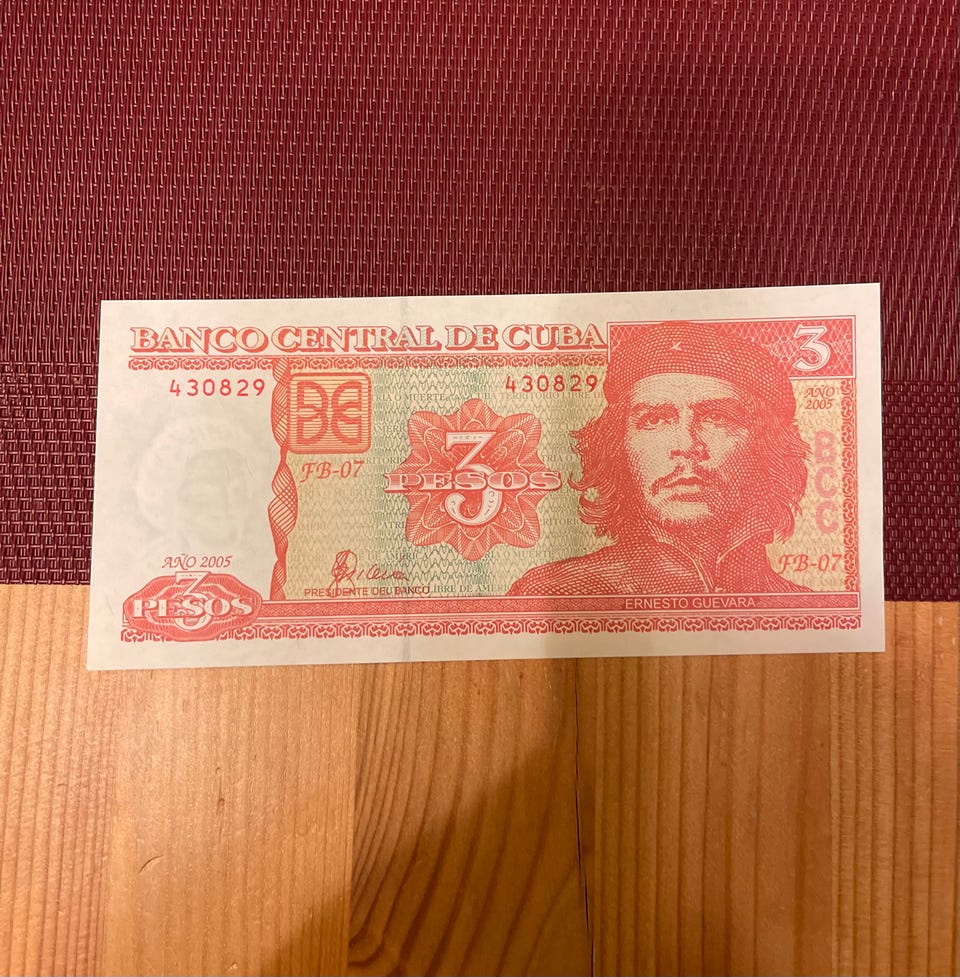 BANCO CENTRAL DE CUBA
3
430829
430829
AÑO
2005
FB-07
3
PESOS
BCC
FB-07
AÑO 2005
3
PESOS
PRESIDENTE DEL BANCO
ERNESTO GUEVARA